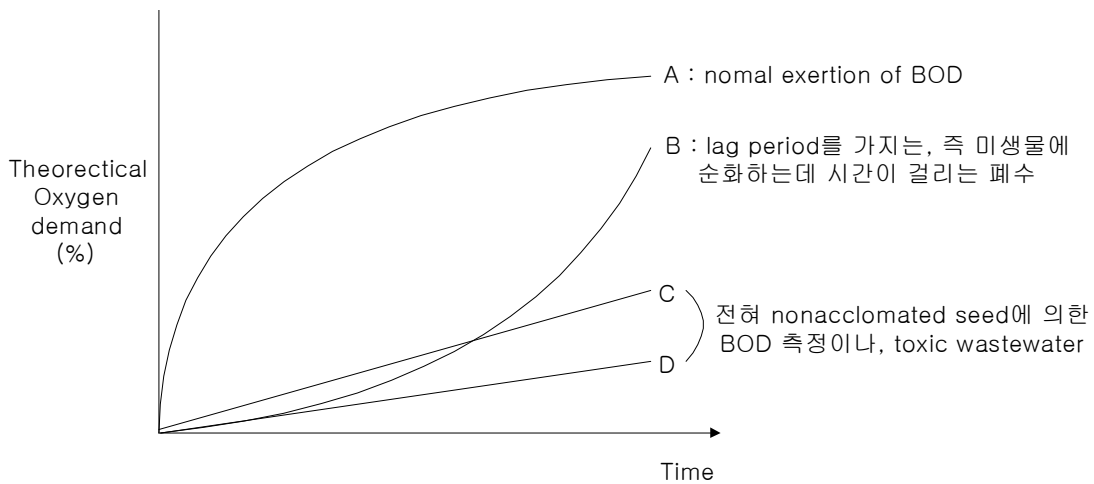 A : nomal exertion of BOD
B : lag period를 가지는, 즉 미생물에
순화하는데 시간이 걸리는 폐수
Theorectical
Oxygen
demand
(%)
C
전혀 nonacclomated seed에 의한
BOD 측정이나, toxic wastewater
D
Time